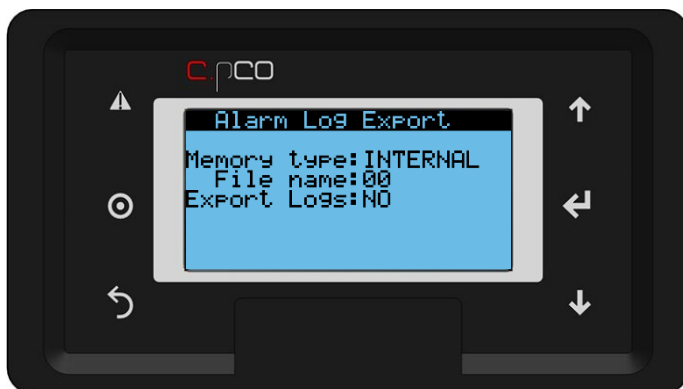 c.pCO
Alarm Log Export
Memory type:INTERNAL
File name:00
Export Logs:NO